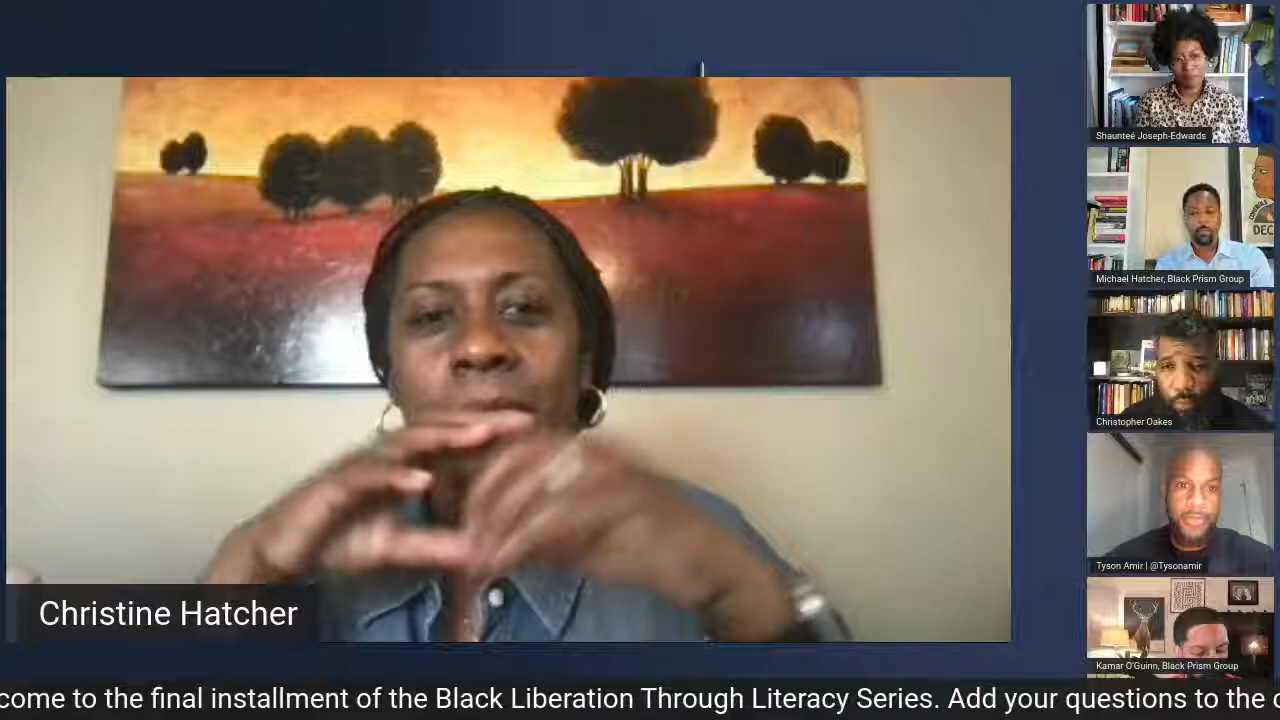 Shaunteé Joseph-Edwards
DEC
Michael Hatcher, Black Prism Group
Christopher Oakes
Tyson Amir | @Tysonamir
Christine Hatcher
Kamar O'Guinn, Black Prism Group
come to the final installment of the Black Liberation Through Literacy Series. Add your questions to the